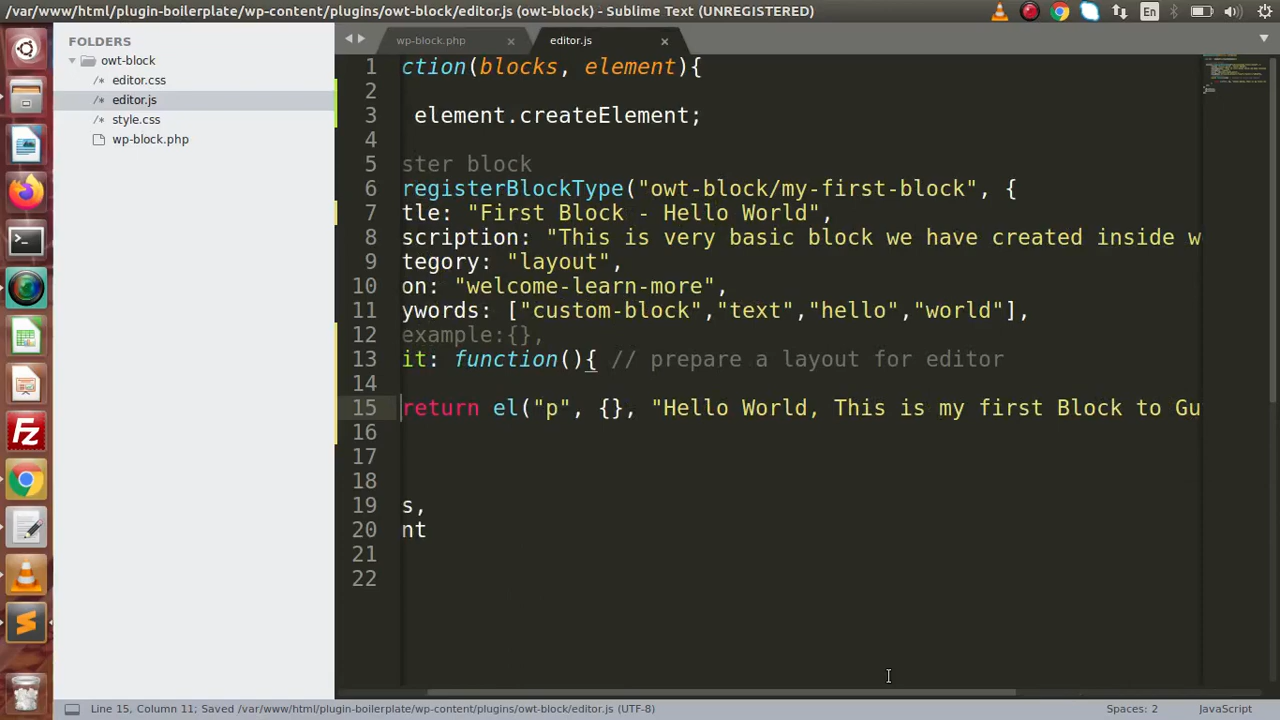 /var/www/html/plugin-boilerplate/wp-content/plugins/owt-block/editor.js (owt-block) - Sublime Text (UNREGISTERED)
En
FOLDERS
owt-block
/* editor.css
/* editor.js
/* style.css
wp-block.php
wp-block.php ×
editor.js ×
1 ction(blocks, element){
2
3 element.createElement;
4
5 ster block
6 registerBlockType("owt-block/my-first-block", {
7 tle: "First Block - Hello World",
8 scription: "This is very basic block we have created inside w
9 tegory: "layout",
10 on: "welcome-learn-more",
11 ywords: ["custom-block","text","hello","world"],
12 example:{},
13 it: function(){ // prepare a layout for editor
14
15 return el("p", {}, "Hello World, This is my first Block to Gu
16
17
18
19 s,
20 nt
21
22
Line 15, Column 11; Saved /var/www/html/plugin-boilerplate/wp-content/plugins/owt-block/editor.js (UTF-8)
Spaces: 2
JavaScript